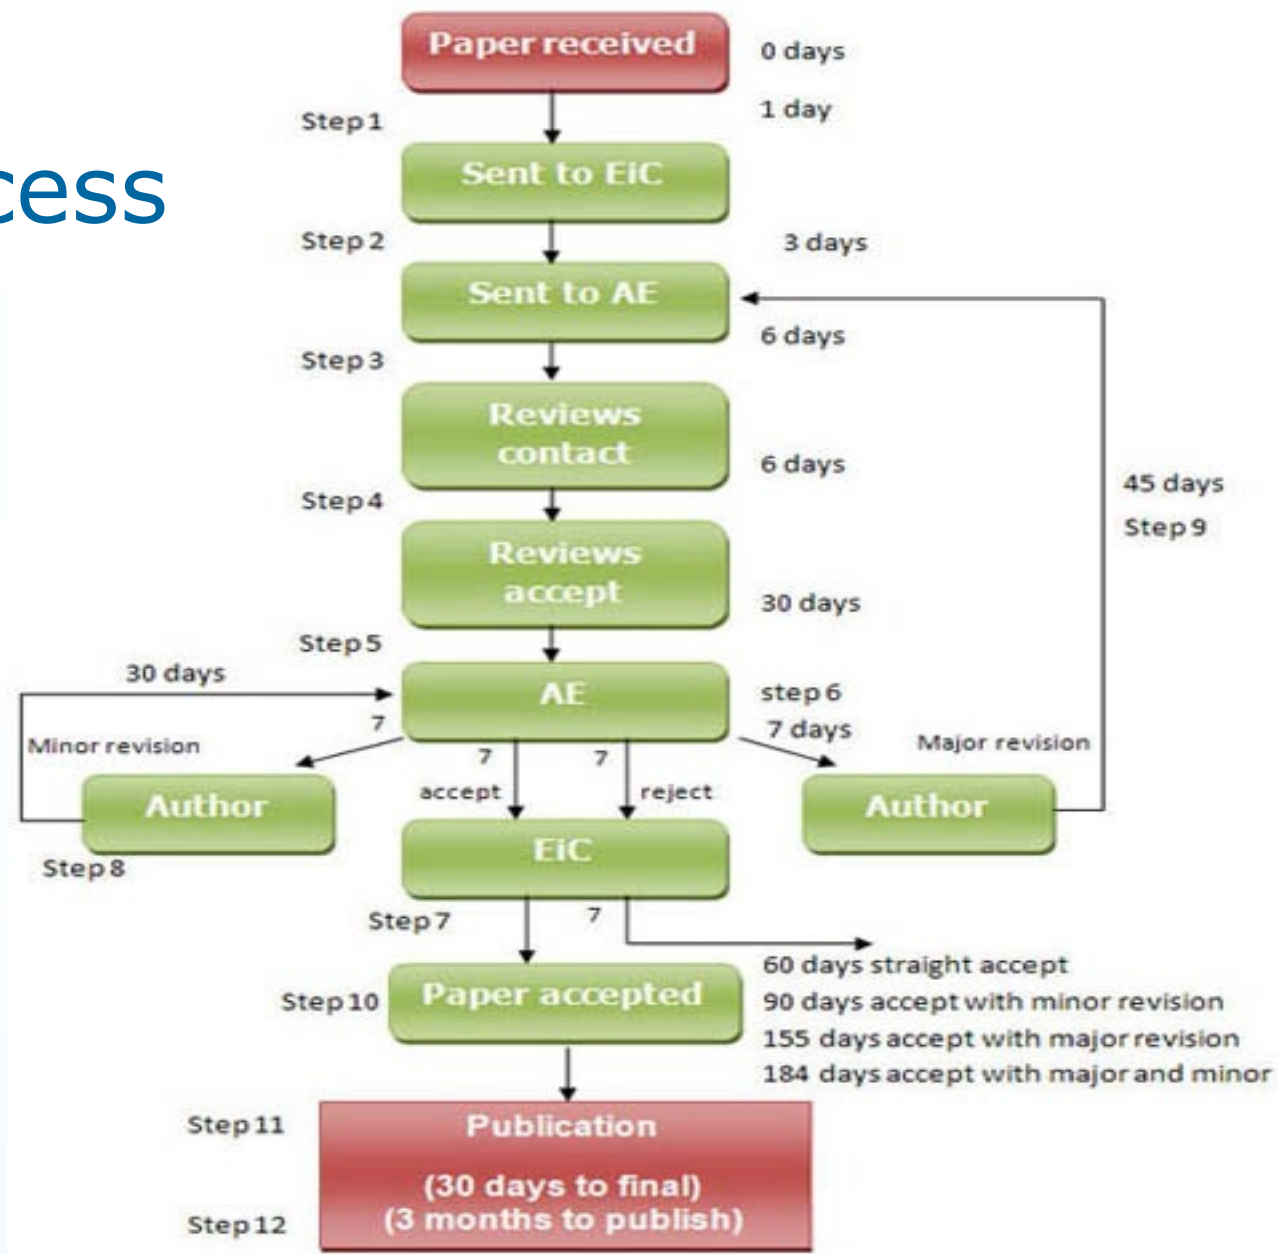 Paper received
0 days
1 day
Step 1
cess
Sent to EiC
Step 2
3 days
Sent to AE
6 days
Step 3
Reviews
contact
6 days
45 days
Step 4
Step 9
Reviews
accept
30 days
Step 5
30 days
AE
step 6
7
7 days
Minor revision
7
7
Major revision
accept
reject
Author
Author
EiC
Step 8
Step 7
7
60 days straight accept
Step 10
Paper accepted
90 days accept with minor revision
155 days accept with major revision
184 days accept with major and minor
Step 11
Publication
(30 days to final)
(3 months to publish)
Step 12